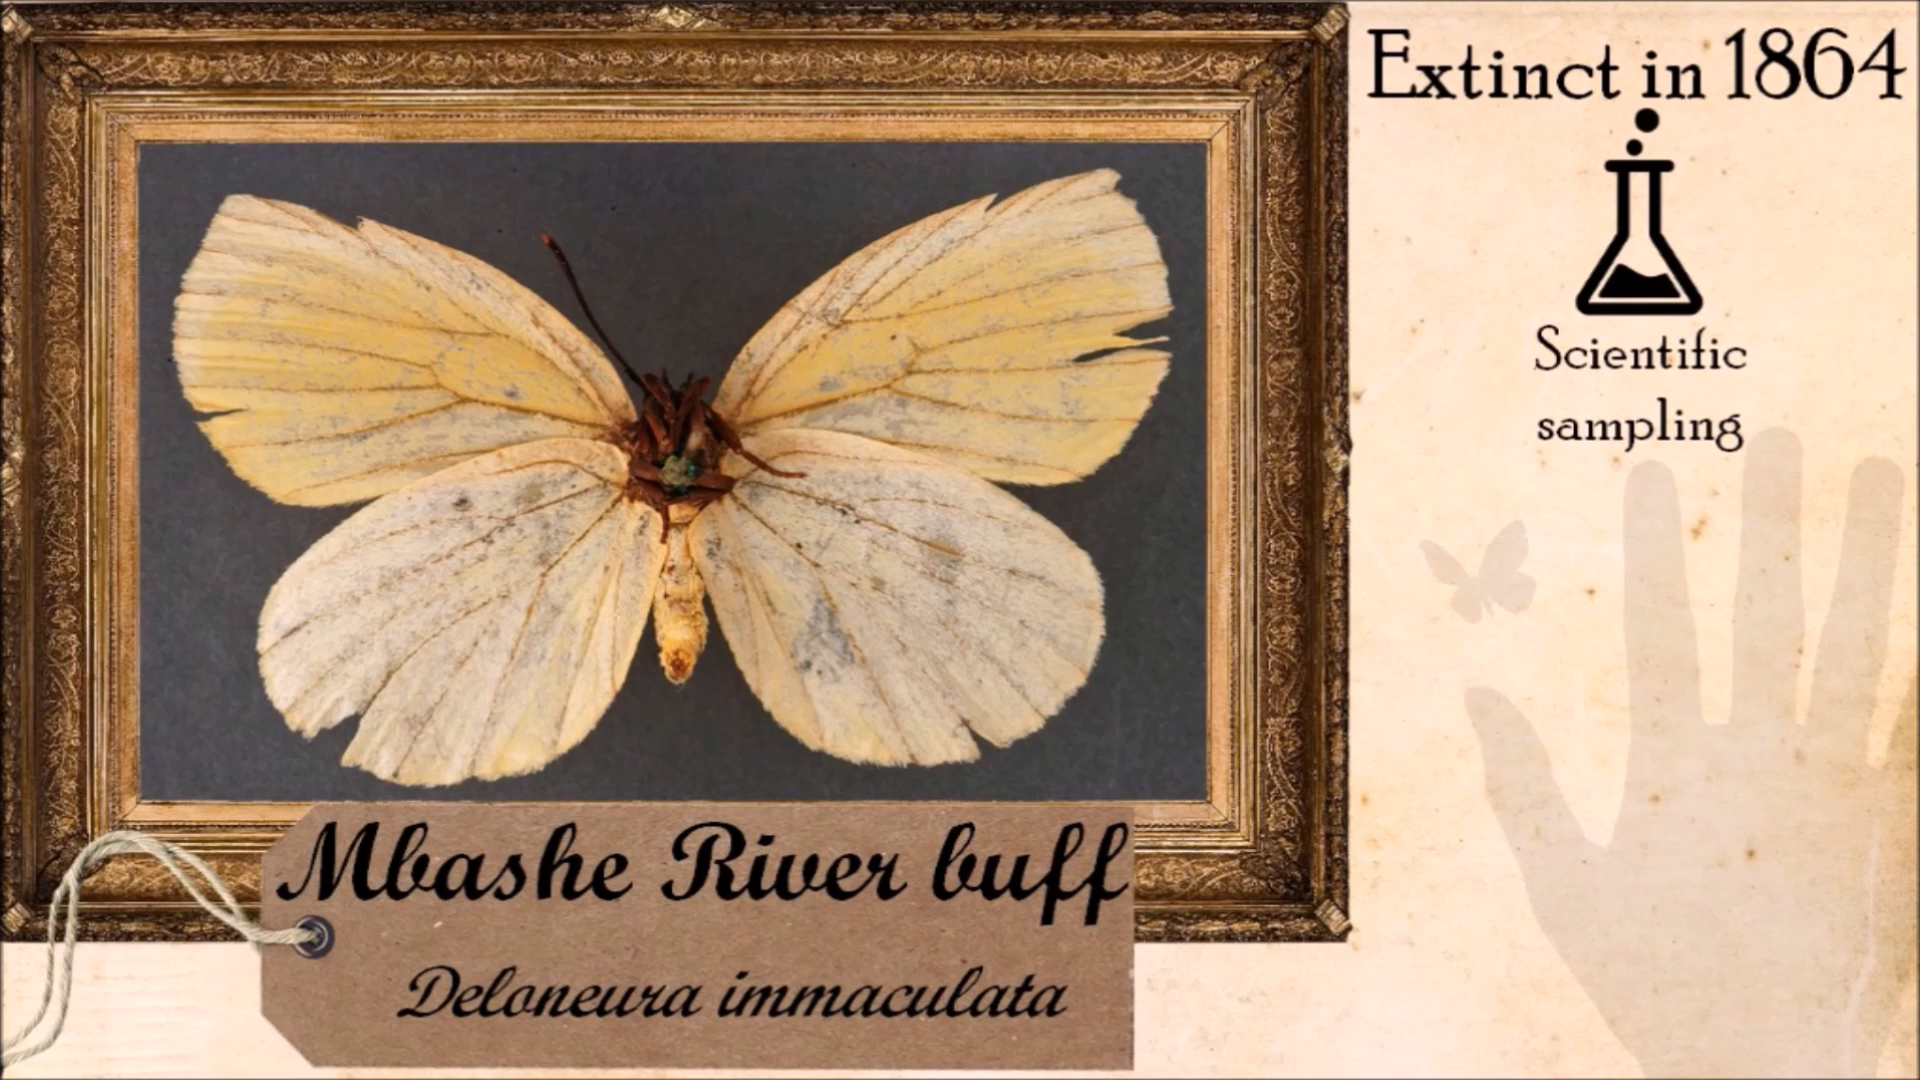 Extinct in 1864
Scientific
sampling
Mbashe River buff
Deloneura immaculata